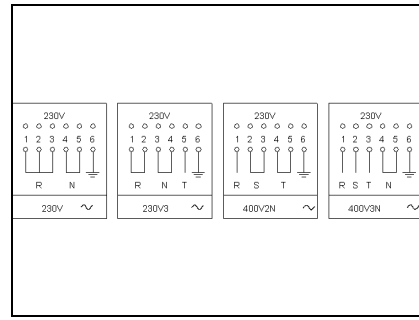 230V
1 2 3 4 5 6
R N
230V
230V
1 2 3 4 5 6
R N T
230V3
230V
1 2 3 4 5 6
R S T
400V2N
230V
1 2 3 4 5 6
R S T N
400V3N